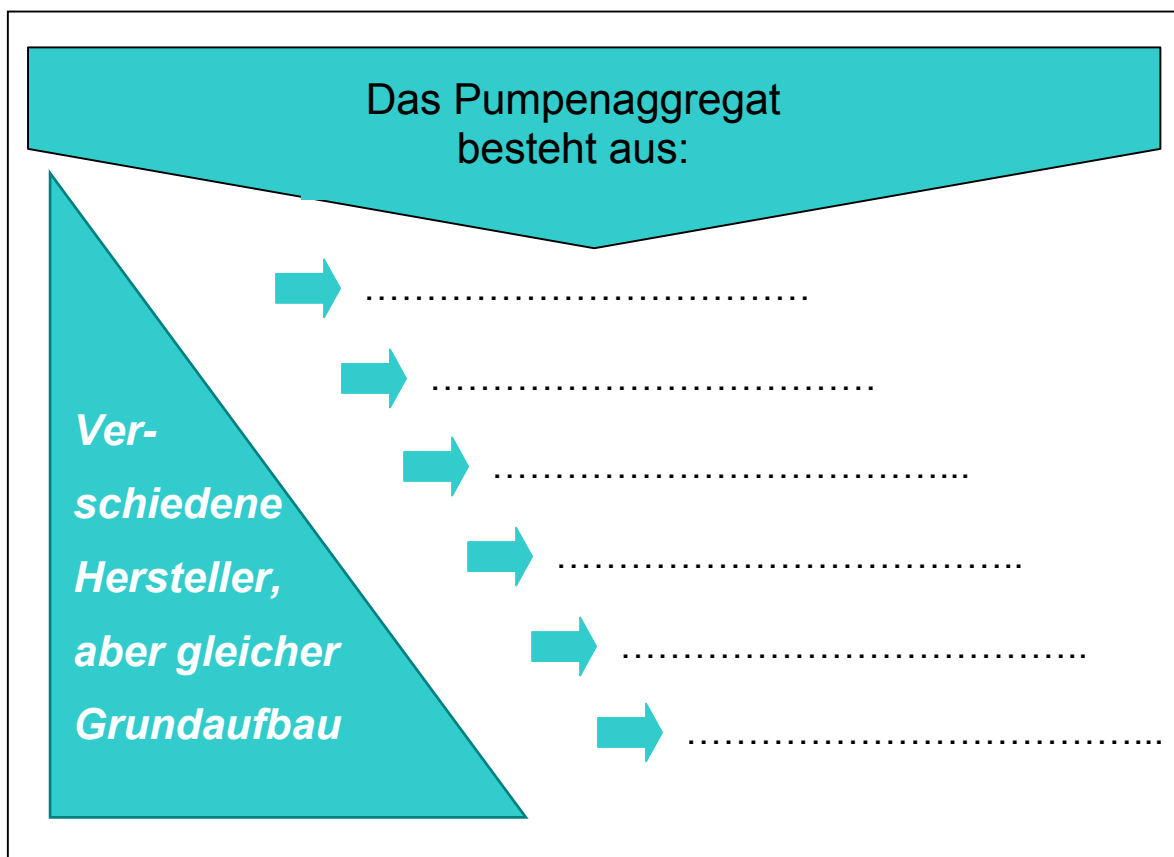 Das Pumpenaggregat
besteht aus:
……………………………….
……………………………….
…………………………………...
…………………………………..
…………………………………..
…………………………………...
Ver-
schiedene
Hersteller,
aber gleicher
Grundaufbau